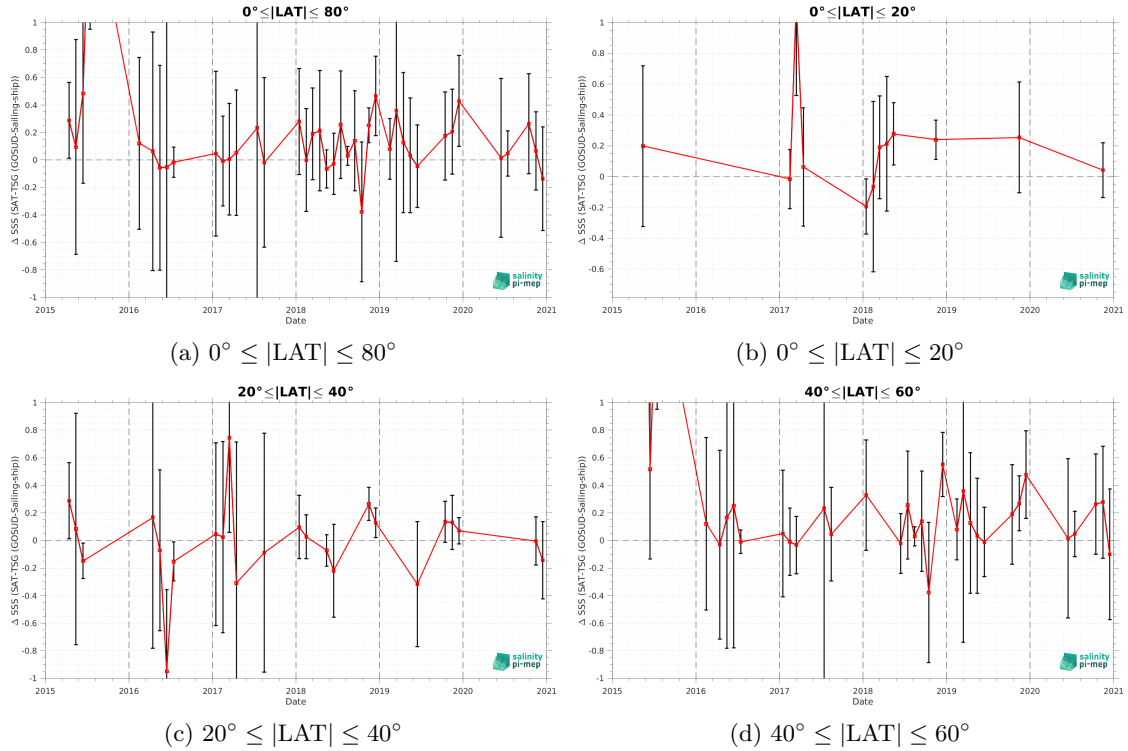 0°≤|LAT|≤ 80°
Δ SSS (SAT-TSG (GOSUD-Sailing-ship))
1
0.8
0.6
0.4
0.2
0
-0.2
-0.4
-0.6
-0.8
-1
2015 2016 2017 2018 2019 2020 2021
Date
salinity
pi-mep
(a) 0° ≤ |LAT| ≤ 80°
0°≤|LAT|≤ 20°
Δ SSS (SAT-TSG (GOSUD-Sailing-ship))
1
0.8
0.6
0.4
0.2
0
-0.2
-0.4
-0.6
2015 2016 2017 2018 2019 2020 2021
Date
salinity
pi-mep
(b) 0° ≤ |LAT| ≤ 20°
20°≤|LAT|≤ 40°
Δ SSS (SAT-TSG (GOSUD-Sailing-ship))
1
0.8
0.6
0.4
0.2
0
-0.2
-0.4
-0.6
-0.8
-1
2015 2016 2017 2018 2019 2020 2021
Date
salinity
pi-mep
(c) 20° ≤ |LAT| ≤ 40°
40°≤|LAT|≤ 60°
Δ SSS (SAT-TSG (GOSUD-Sailing-ship))
1
0.8
0.6
0.4
0.2
0
-0.2
-0.4
-0.6
-0.8
-1
2015 2016 2017 2018 2019 2020 2021
Date
salinity
pi-mep
(d) 40° ≤ |LAT| ≤ 60°